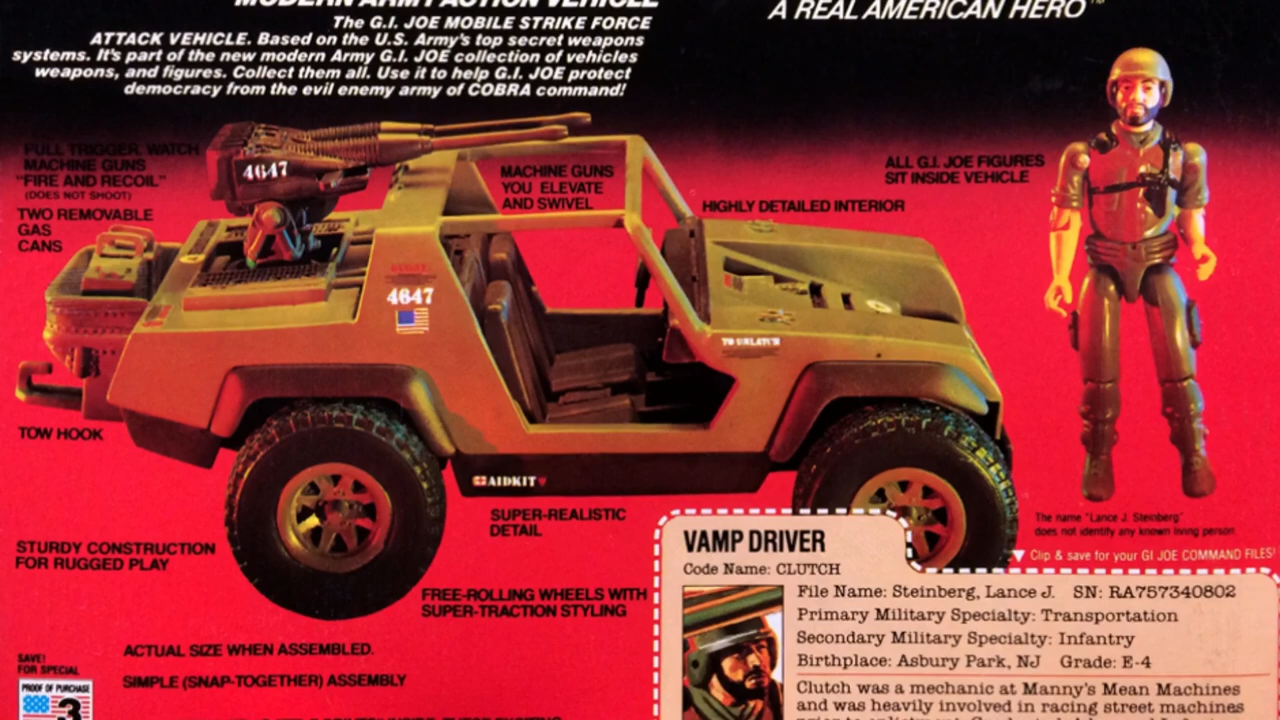 MODERN ARMY ACTION VEHICLE
The G.I. JOE MOBILE STRIKE FORCE
ATTACK VEHICLE. Based on the U.S. Army's top secret weapons
systems. It's part of the new modern Army G.I. JOE collection of vehicles
weapons, and figures. Collect them all. Use it to help G.I. JOE protect
democracy from the evil enemy army of COBRA command!
A REAL AMERICAN HERO™
PULL TRIGGER, WATCH
MACHINE GUNS
"FIRE AND RECOIL"
(DOES NOT SHOOT)
TWO REMOVABLE
GAS
CANS
4647
MACHINE GUNS
YOU ELEVATE
AND SWIVEL
HIGHLY DETAILED INTERIOR
ALL G.I. JOE FIGURES
SIT INSIDE VEHICLE
4647
TO UNLATCH
TOW HOOK
AIDKIT
SUPER-REALISTIC
DETAIL
STURDY CONSTRUCTION
FOR RUGGED PLAY
FREE-ROLLING WHEELS WITH
SUPER-TRACTION STYLING
ACTUAL SIZE WHEN ASSEMBLED.
SIMPLE (SNAP-TOGETHER) ASSEMBLY
SAVE!
FOR SPECIAL
PROOF OF PURCHASE
3
The name "Lance J. Steinberg"
does not identify any known living person.
Clip & save for your GI JOE COMMAND FILES!
VAMP DRIVER
Code Name: CLUTCH
File Name: Steinberg, Lance J. SN: RA757340802
Primary Military Specialty: Transportation
Secondary Military Specialty: Infantry
Birthplace: Asbury Park, NJ Grade: E-4
Clutch was a mechanic at Manny's Mean Machines
and was heavily involved in racing street machines